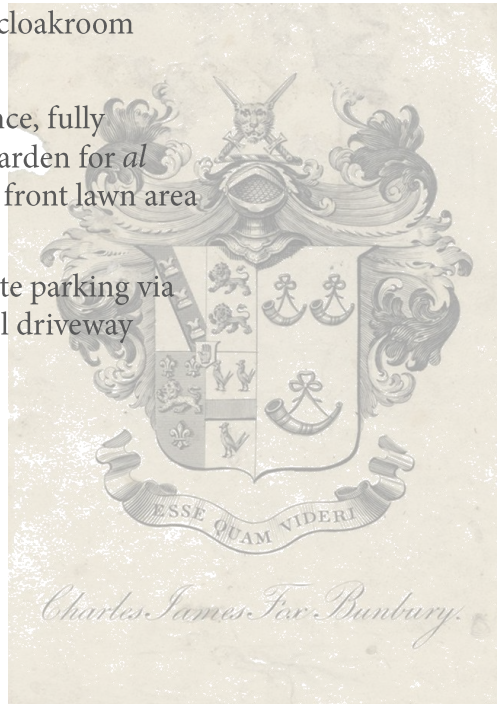 cloakroom
nce, fully
arden for al
front lawn area
te parking via
l driveway
ESSE QUAM VIDERI
Charles James Fox Bunbury.